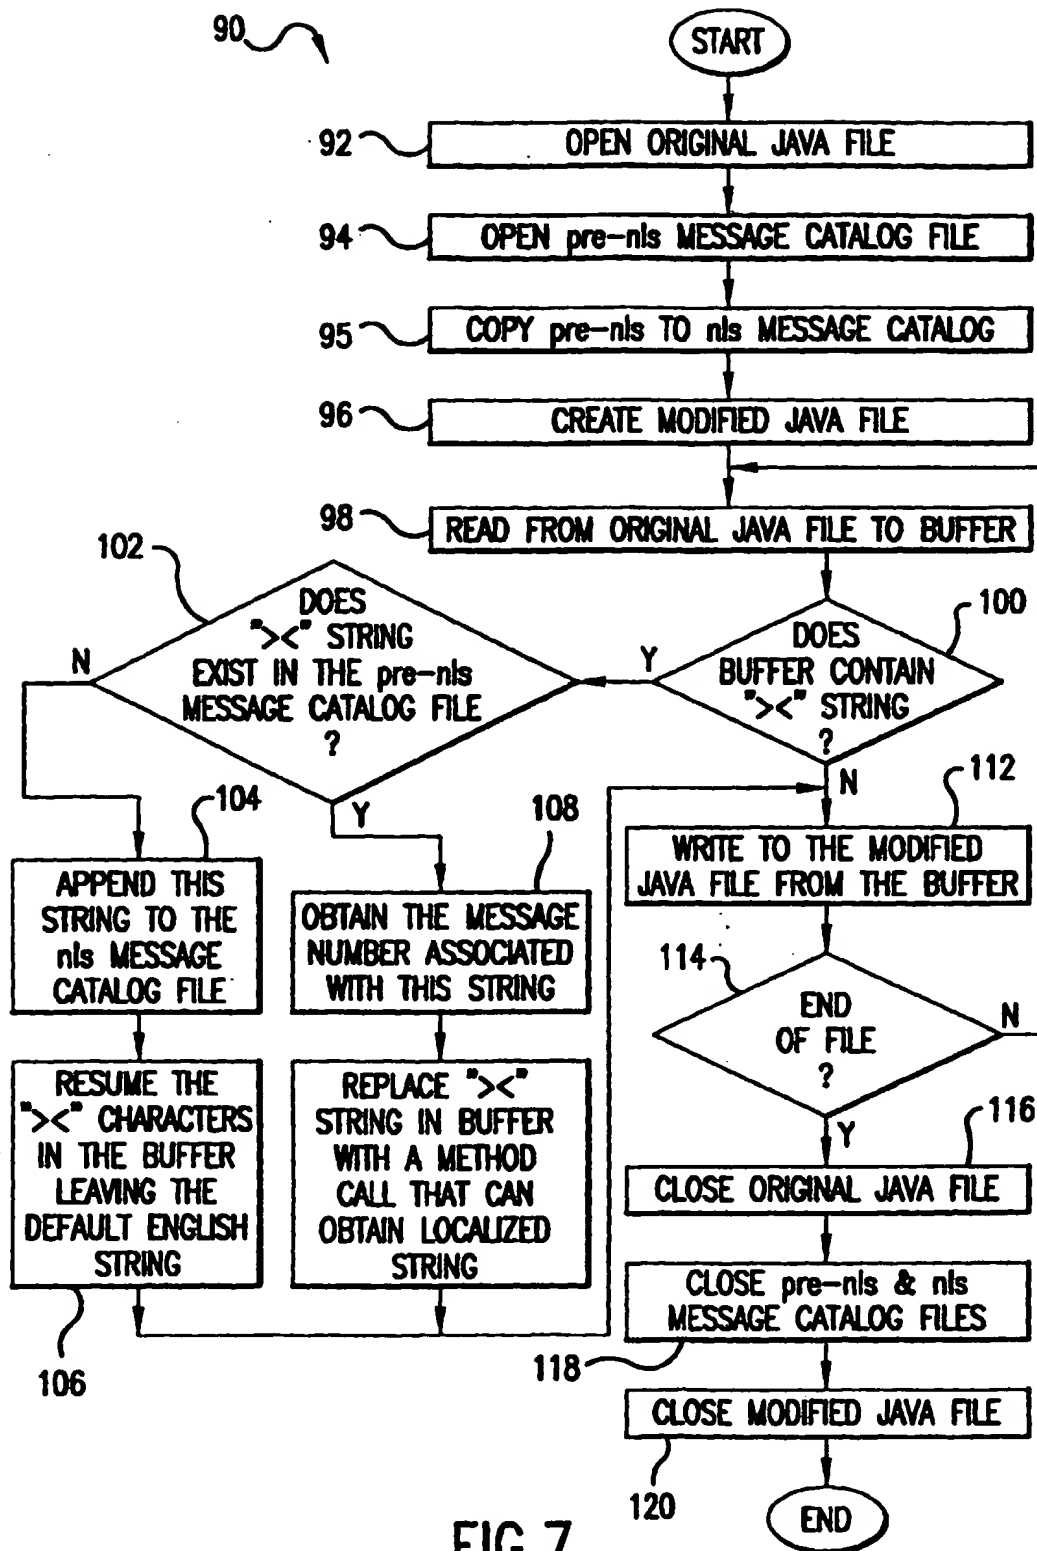 90
START
92
OPEN ORIGINAL JAVA FILE
94
OPEN pre-nls MESSAGE CATALOG FILE
95
COPY pre-nls TO nls MESSAGE CATALOG
96
CREATE MODIFIED JAVA FILE
98
READ FROM ORIGINAL JAVA FILE TO BUFFER
102
DOES
"><" STRING
EXIST IN THE pre-nls
MESSAGE CATALOG FILE
?
N
Y
100
DOES
BUFFER CONTAIN
"><" STRING
?
Y
N
104
APPEND THIS
STRING TO THE
nls MESSAGE
CATALOG FILE
108
OBTAIN THE MESSAGE
NUMBER ASSOCIATED
WITH THIS STRING
112
WRITE TO THE MODIFIED
JAVA FILE FROM THE BUFFER
114
END
OF FILE
?
N
Y
RESUME THE
"><" CHARACTERS
IN THE BUFFER
LEAVING THE
DEFAULT ENGLISH
STRING
106
REPLACE "><"
STRING IN BUFFER
WITH A METHOD
CALL THAT CAN
OBTAIN LOCALIZED
STRING
116
CLOSE ORIGINAL JAVA FILE
CLOSE pre-nls & nls
MESSAGE CATALOG FILES
118
CLOSE MODIFIED JAVA FILE
120
END
FIG. 7